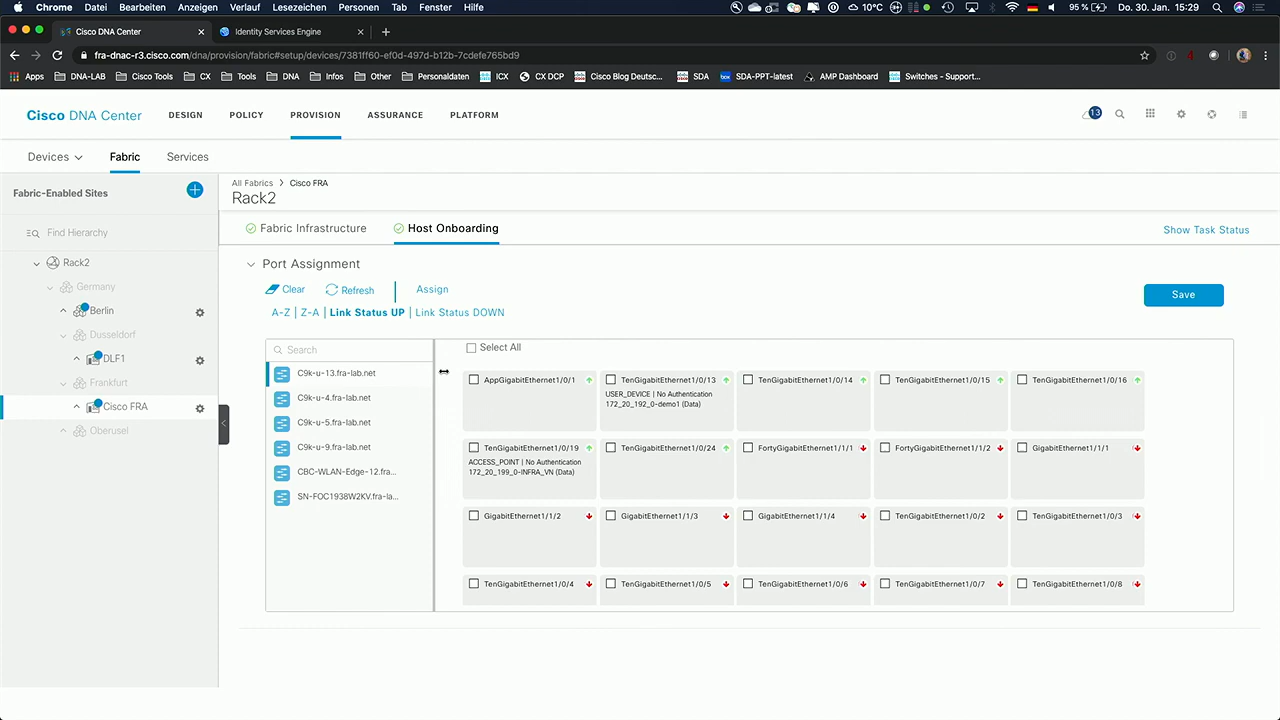 Chrome Datei Bearbeiten Anzeigen Verlauf Lesezeichen Personen Tab Fenster Hilfe 10°C 95 % Do. 30. Jan. 15:29
Cisco DNA Center Identity Services Engine
fra-dnac-r3.cisco.com/dna/provision/fabric#setup/devices/7381ff60-ef0d-497d-b12b-7cdefe765bd9
Apps DNA-LAB Cisco Tools CX Tools DNA Infos Other Personaldaten ICX CX DCP Cisco Blog Deutsc... SDA SDA-PPT-latest AMP Dashboard Switches - Support...
Cisco DNA Center DESIGN POLICY PROVISION ASSURANCE PLATFORM 13
Devices Fabric Services
Fabric-Enabled Sites
Find Hierarchy
Rack2
Germany
Berlin
Dusseldorf
DLF1
Frankfurt
Cisco FRA
Oberusel
All Fabrics > Cisco FRA
Rack2
Fabric Infrastructure Host Onboarding Show Task Status
Port Assignment
Clear Refresh Assign Save
A-Z | Z-A | Link Status UP | Link Status DOWN
Search
C9k-u-13.fra-lab.net
C9k-u-4.fra-lab.net
C9k-u-5.fra-lab.net
C9k-u-9.fra-lab.net
CBC-WLAN-Edge-12.fra...
SN-FOC1938W2KV.fra-la...
Select All
AppGigabitEthernet1/0/1 TenGigabitEthernet1/0/13 TenGigabitEthernet1/0/14 TenGigabitEthernet1/0/15 TenGigabitEthernet1/0/16
USER_DEVICE | No Authentication
172_20_192_0-demo1 (Data)
TenGigabitEthernet1/0/19 TenGigabitEthernet1/0/24 FortyGigabitEthernet1/1/1 FortyGigabitEthernet1/1/2 GigabitEthernet1/1/1
ACCESS_POINT | No Authentication
172_20_199_0-INFRA_VN (Data)
GigabitEthernet1/1/2 GigabitEthernet1/1/3 GigabitEthernet1/1/4 TenGigabitEthernet1/0/2 TenGigabitEthernet1/0/3
TenGigabitEthernet1/0/4 TenGigabitEthernet1/0/5 TenGigabitEthernet1/0/6 TenGigabitEthernet1/0/7 TenGigabitEthernet1/0/8